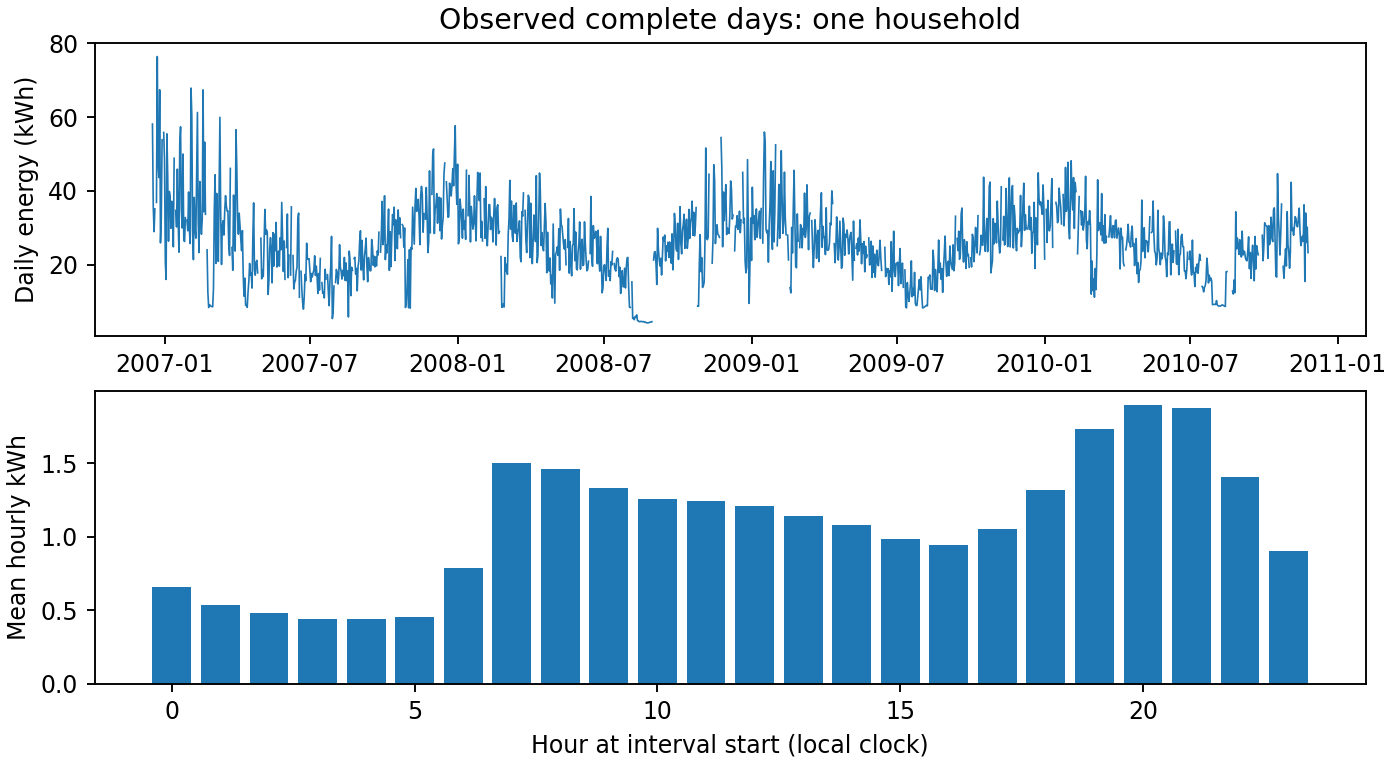 Observed complete days: one household
Daily energy (kWh)
80
60
40
20
2007-01 2007-07 2008-01 2008-07 2009-01 2009-07 2010-01 2010-07 2011-01
Mean hourly kWh
1.5
1.0
0.5
0.0
0 5 10 15 20
Hour at interval start (local clock)